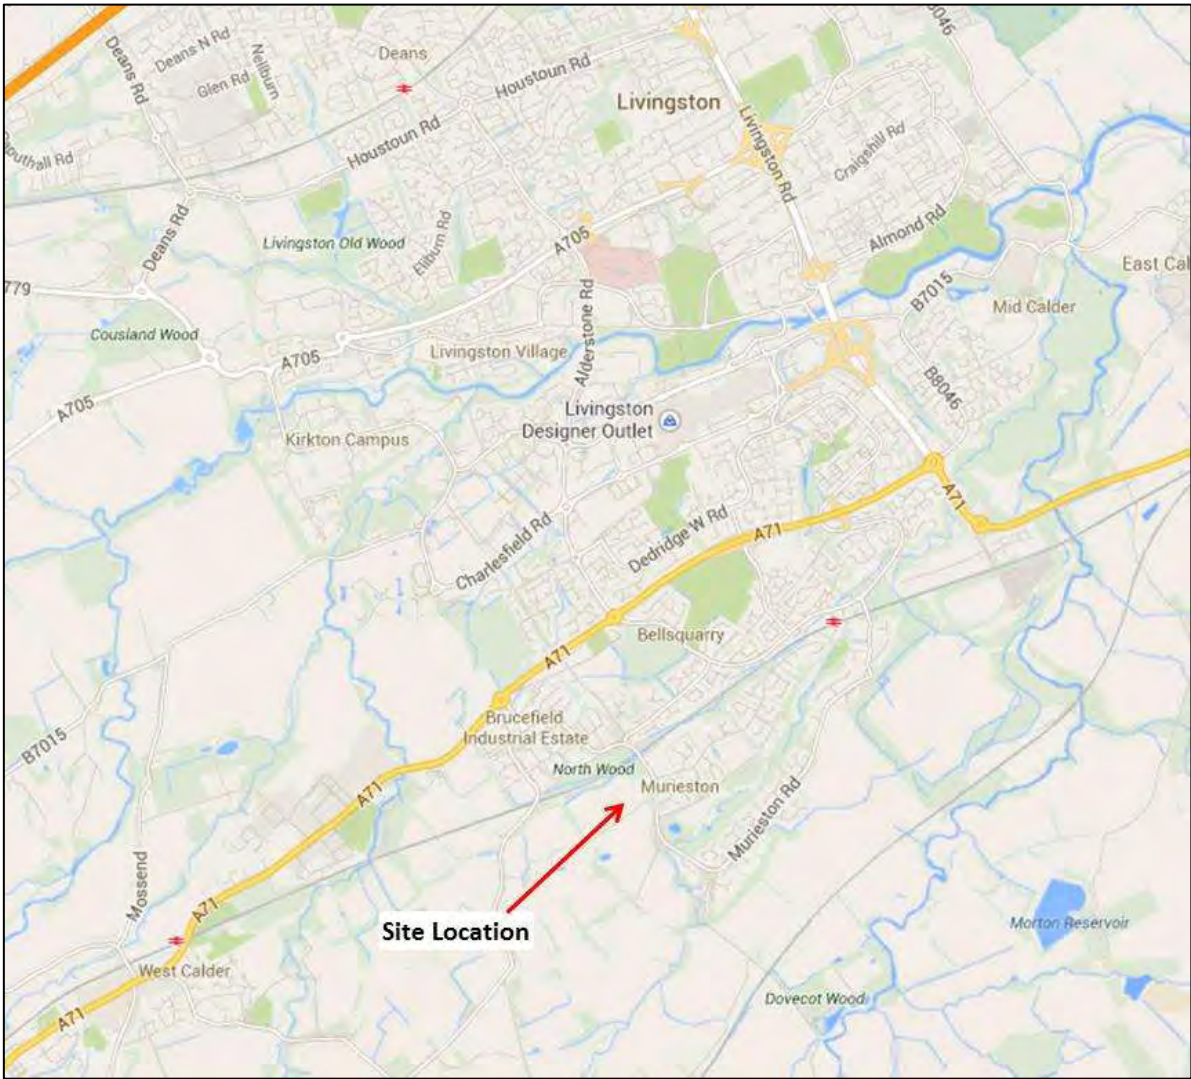 B8046
Deans N Rd
Deans
Deans Rd
Nellburn
Glen Rd
Houstoun Rd
Livingston
Livingston Rd
Houstoun Rd
Craigshill Rd
Deans Rd
Livingston Old Wood
Eliburn Rd
A705
Almond Rd
East Cal
779
Alderstone Rd
B7015
Mid Calder
Cousland Wood
A705
Livingston Village
B8046
A705
Kirkton Campus
Livingston
Designer Outlet
A71
Charlesfield Rd
Dedridge W Rd
A71
Bellsquarry
A71
Brucefield
Industrial Estate
B7015
North Wood
Murieston
A71
Murieston Rd
Mossend
A71
Site Location
Morton Reservoir
West Calder
Dovecot Wood
A71